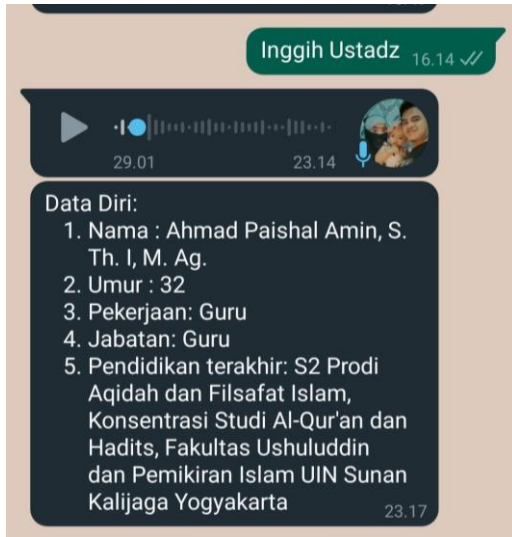 Inggih Ustadz 16.14
29.01 23.14
Data Diri:
1. Nama : Ahmad Paishal Amin, S.
Th. I, M. Ag.
2. Umur : 32
3. Pekerjaan: Guru
4. Jabatan: Guru
5. Pendidikan terakhir: S2 Prodi
Aqidah dan Filsafat Islam,
Konsentrasi Studi Al-Qur'an dan
Hadits, Fakultas Ushuluddin
dan Pemikiran Islam UIN Sunan
Kalijaga Yogyakarta 23.17